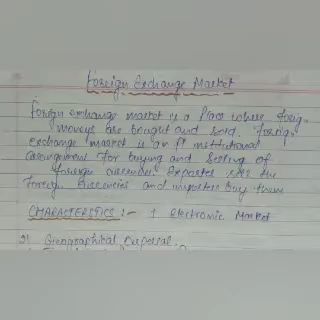 Foreign Exchange Market
foreign exchange market is a place where foreign
moneys are bought and sold. foreign
exchange market is an institutional
arrangement for buying and selling of
foreign currencies. Exporters sell the
foreign currencies and importers buy them
CHARACTERISTICS :- 1 electronic Market
2) Geographical Dispersal.